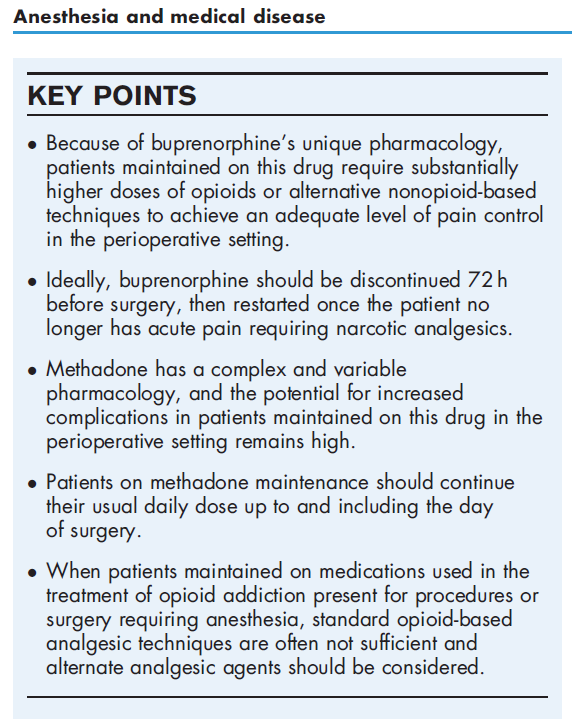 Anesthesia and medical disease
KEY POINTS
• Because of buprenorphine’s unique pharmacology,
patients maintained on this drug require substantially
higher doses of opioids or alternative nonopioid-based
techniques to achieve an adequate level of pain control
in the perioperative setting.
• Ideally, buprenorphine should be discontinued 72 h
before surgery, then restarted once the patient no
longer has acute pain requiring narcotic analgesics.
• Methadone has a complex and variable
pharmacology, and the potential for increased
complications in patients maintained on this drug in the
perioperative setting remains high.
• Patients on methadone maintenance should continue
their usual daily dose up to and including the day
of surgery.
• When patients maintained on medications used in the
treatment of opioid addiction present for procedures or
surgery requiring anesthesia, standard opioid-based
analgesic techniques are often not sufficient and
alternate analgesic agents should be considered.